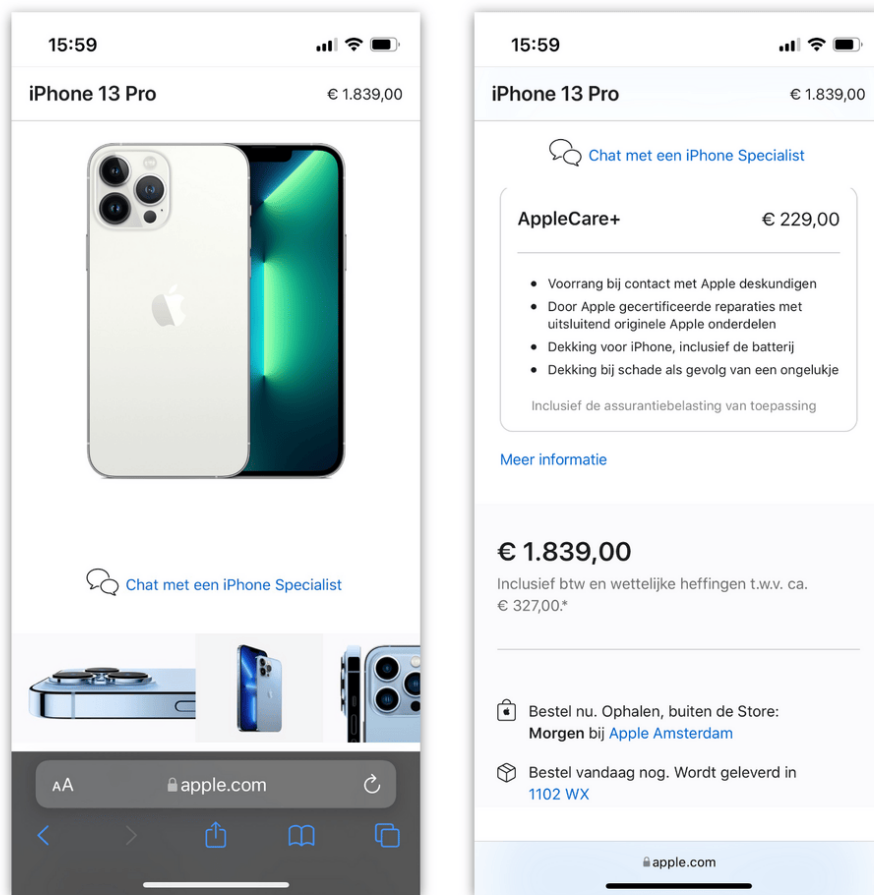 15:59
iPhone 13 Pro
€ 1.839,00
Chat met een iPhone Specialist
AA
apple.com
15:59
iPhone 13 Pro
€ 1.839,00
Chat met een iPhone Specialist
AppleCare+
€ 229,00
• Voorrang bij contact met Apple deskundigen
• Door Apple gecertificeerde reparaties met
uitsluitend originele Apple onderdelen
• Dekking voor iPhone, inclusief de batterij
• Dekking bij schade als gevolg van een ongelukje
Inclusief de assurantiebelasting van toepassing
Meer informatie
€ 1.839,00
Inclusief btw en wettelijke heffingen t.w.v. ca.
€ 327,00.*
Bestel nu. Ophalen, buiten de Store:
Morgen bij Apple Amsterdam
Bestel vandaag nog. Wordt geleverd in
1102 WX
apple.com